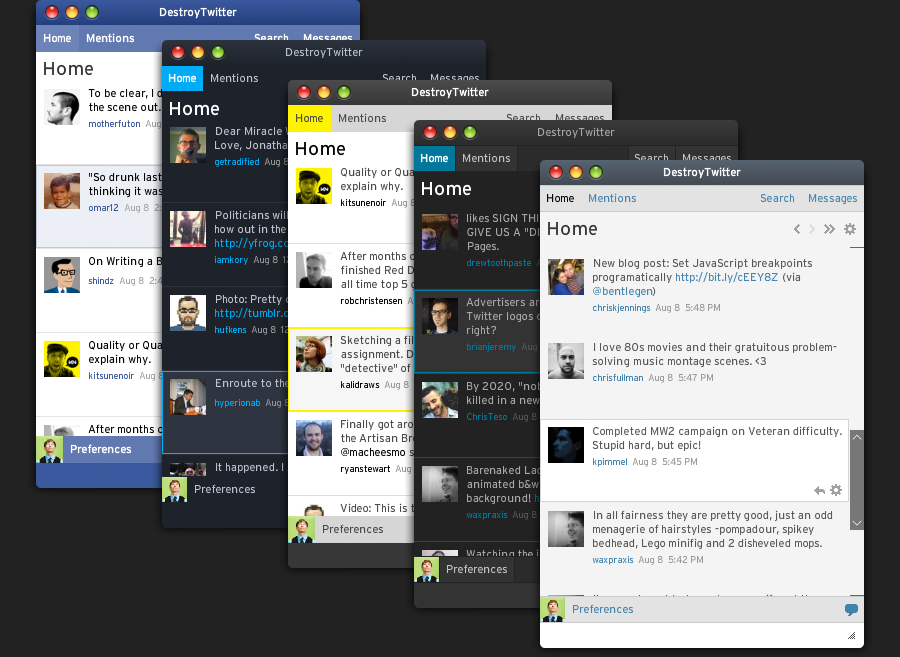 DestroyTwitter
Home Mentions Search Messages
Home
To be clear, I d
the scene out.
motherfuton Aug
"So drunk last
thinking it was
omar12 Aug 8 2:
On Writing a B
shindz Aug 8 2:4
Quality or Qua
explain why.
kitsunenoir Aug
After months o
Preferences
DestroyTwitter
Home Mentions Search Messages
Home
Dear Miracle W
Love, Jonatha
getradified Aug 8
Politicians will
how out in the
http://yfrog.co
iamkory Aug 8 12
Photo: Pretty
http://tumblr.c
hufkens Aug 8 1
Enroute to the
hyperionab Aug 8
It happened. I
Preferences
DestroyTwitter
Home Mentions Search Messages
Home
Quality or Qua
explain why.
kitsunenoir Aug 8
After months o
finished Red D
all time top 5 o
robchristensen A
Sketching a fil
assignment. D
"detective" of
kalidraws Aug 8
Finally got aro
the Artisan Br
@macheesmo s
ryanstewart Aug
Video: This is t
Preferences
DestroyTwitter
Home Mentions Search Messages
Home
likes SIGN THI
GIVE US A "DI
Pages.
drewtoothpaste A
Advertisers ar
Twitter logos o
right?
brianjeremy Aug
By 2020, "nob
killed in a new
ChrisTeso Aug 8
Barenaked Lad
animated b&w
background! h
waxpraxis Aug 8
Watching the i
Preferences
DestroyTwitter
Home Mentions Search Messages
Home
New blog post: Set JavaScript breakpoints
programatically http://bit.ly/cEEY8Z (via
@bentlegen)
chriskjennings Aug 8 5:48 PM
I love 80s movies and their gratuitous problem-
solving music montage scenes. <3
chrisfullman Aug 8 5:47 PM
Completed MW2 campaign on Veteran difficulty.
Stupid hard, but epic!
kpimmel Aug 8 5:45 PM
In all fairness they are pretty good, just an odd
menagerie of hairstyles -pompadour, spikey
bedhead, Lego minifig and 2 disheveled mops.
waxpraxis Aug 8 5:42 PM
Preferences